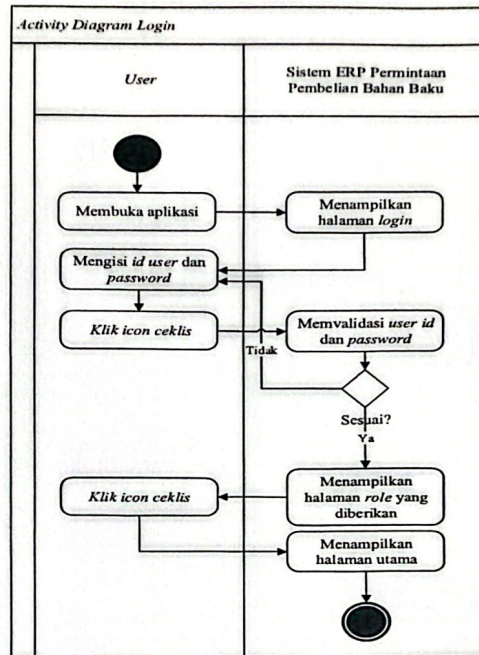 Activity Diagram Login
User
Sistem ERP Permintaan
Pembelian Bahan Baku
Membuka aplikasi
Menampilkan
halaman login
Mengisi id user dan
password
Klik icon ceklis
Memvalidasi user id
dan password
Tidak
Sesuai?
Ya
Menampilkan
halaman role yang
diberikan
Klik icon ceklis
Menampilkan
halaman utama